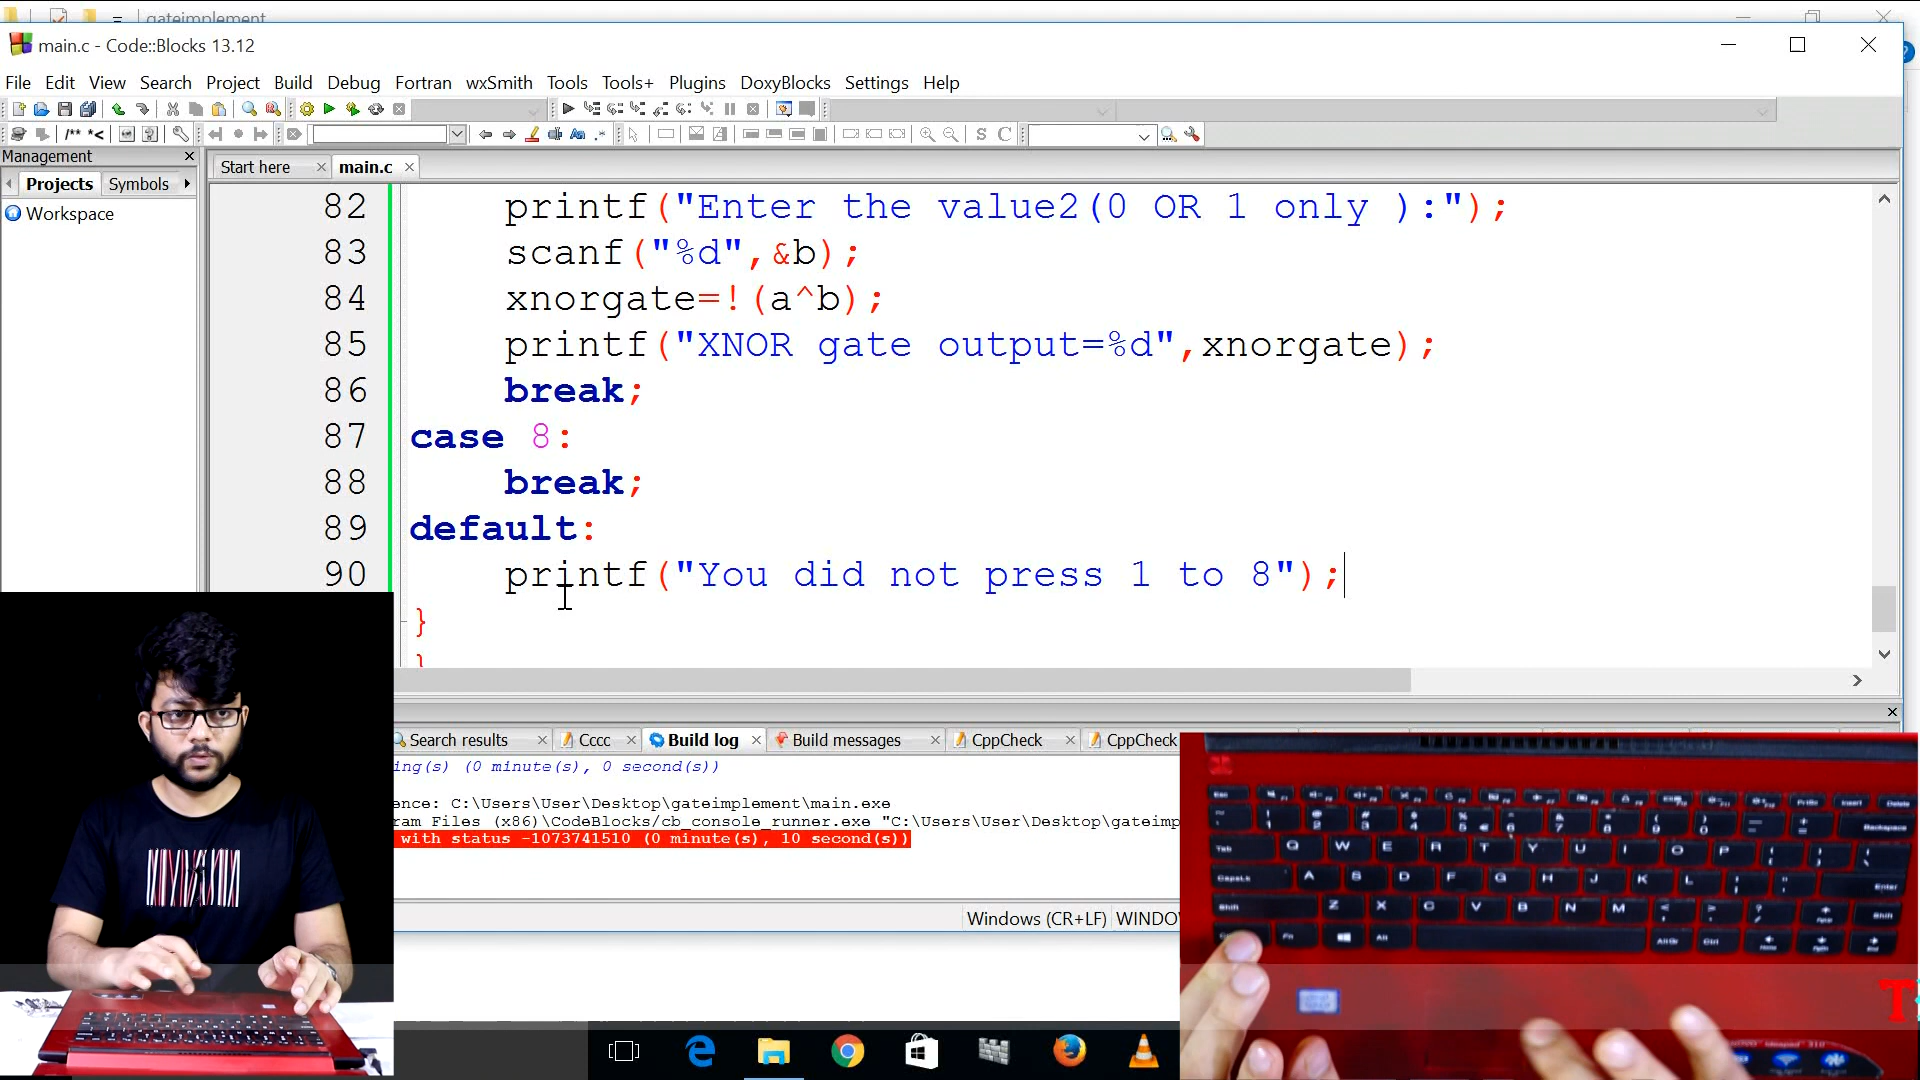 gateimplement
main.c - Code::Blocks 13.12
File Edit View Search Project Build Debug Fortran wxSmith Tools Tools+ Plugins DoxyBlocks Settings Help
/** *<
S C
Management
Start here main.c
Projects Symbols
Workspace
82 printf("Enter the value2(0 OR 1 only ):");
83 scanf("%d",&b);
84 xnorgate=!(a^b);
85 printf("XNOR gate output=%d",xnorgate);
86 break;
87 case 8:
88 break;
89 default:
90 printf("You did not press 1 to 8");
}
}
Search results Cccc Build log Build messages CppCheck CppCheck
ing(s) (0 minute(s), 0 second(s))
ence: C:\Users\User\Desktop\gateimplement\main.exe
ram Files (x86)\CodeBlocks/cb_console_runner.exe "C:\Users\User\Desktop\gateimp
with status -1073741510 (0 minute(s), 10 second(s))
Windows (CR+LF) WINDO
Q W E R T Y U I O P
A S D F G H J K L
Z X C V B N M